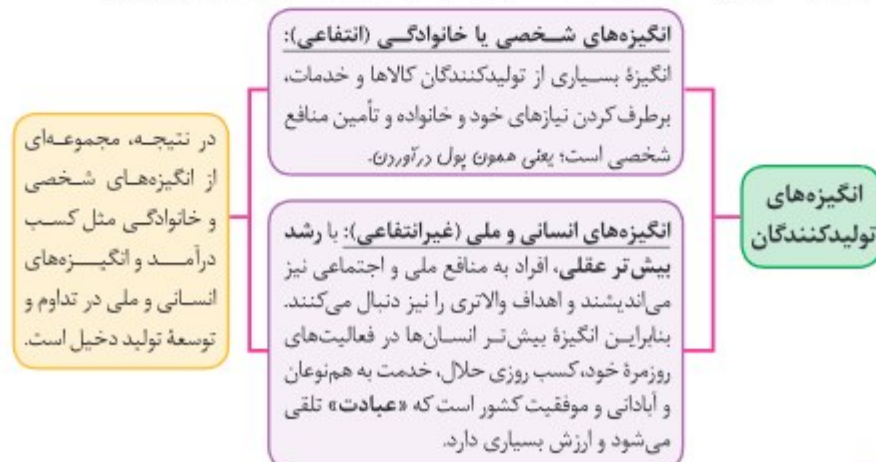 انگیزه‌های
تولیدکنندگان
انگیزه‌های شخصی یا خانوادگی (انتفاعی):
انگیزهٔ بسیاری از تولیدکنندگان کالاها و خدمات،
برطرف کردن نیازهای خود و خانواده و تأمین منافع
شخصی است؛ یعنی همون پول درآوردن.
انگیزه‌های انسانی و ملی (غیرانتفاعی): با رشد
بیش‌تر عقلی، افراد به منافع ملی و اجتماعی نیز
می‌اندیشند و اهداف والاتری را نیز دنبال می‌کنند.
بنابراین انگیزهٔ بیش‌تر انسان‌ها در فعالیت‌های
روزمرهٔ خود، کسب روزی حلال، خدمت به هم‌نوعان
و آبادانی و موفقیت کشور است که «عبادت» تلقی
می‌شود و ارزش بسیاری دارد.
در نتیجه، مجموعه‌ای
از انگیزه‌های شخصی
و خانوادگی مثل کسب
درآمد و انگیزه‌های
انسانی و ملی در تداوم و
توسعهٔ تولید دخیل است.